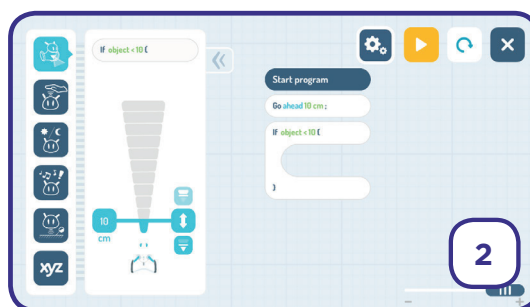 If object < 10 {
Start program
Go ahead 10 cm ;
If object < 10 {
}
10
cm
xyz
2